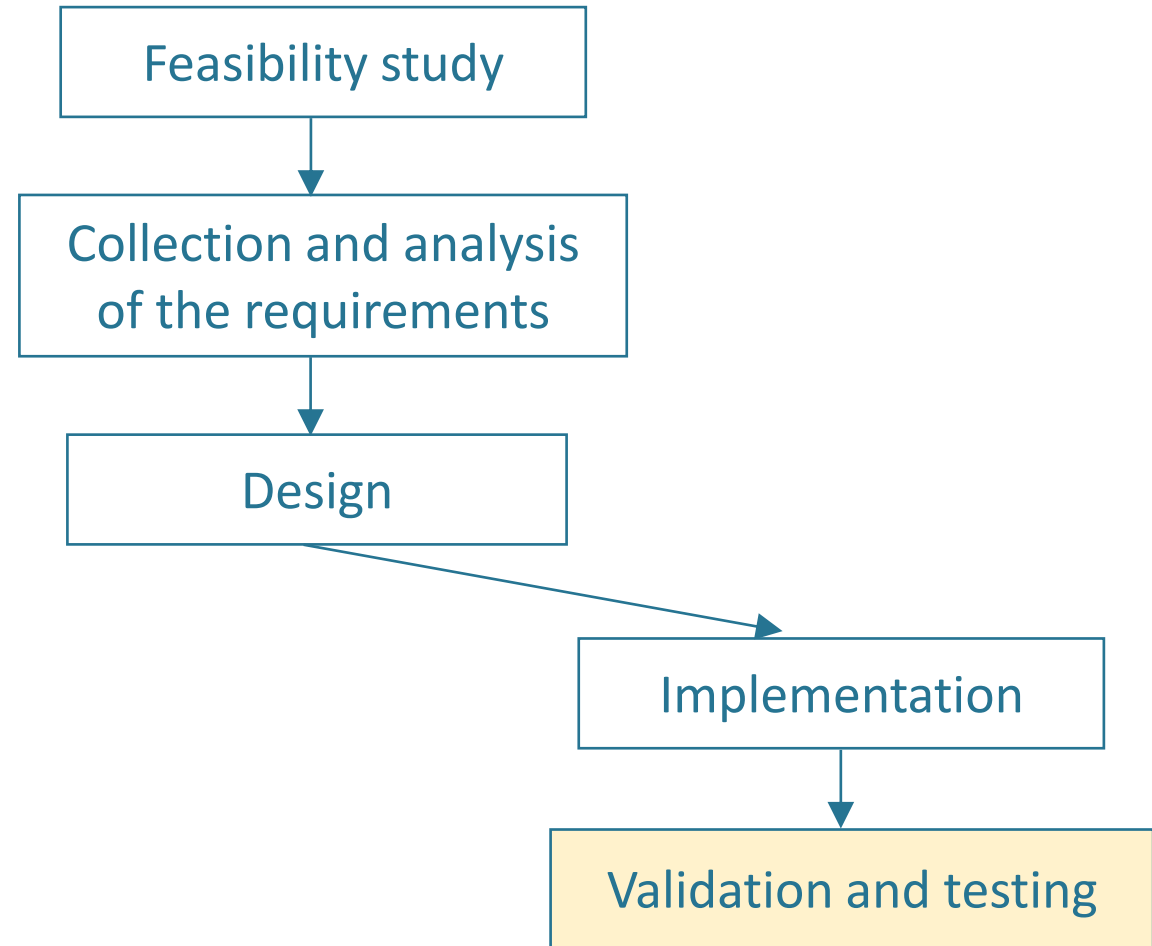 Feasibility study
Collection and analysis
of the requirements
Design
Implementation
Validation and testing